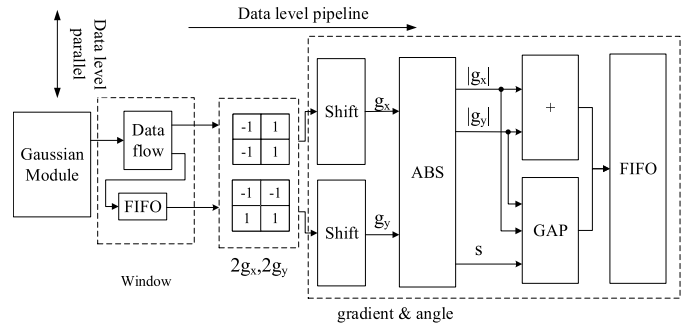 Data level pipeline
Data level
parallel
Gaussian
Module
Data
flow
FIFO
Window
-1 1
-1 1
-1 -1
1 1
2gx,2gy
Shift
gx
Shift
gy
ABS
|gx|
|gy|
s
+
GAP
FIFO
gradient & angle